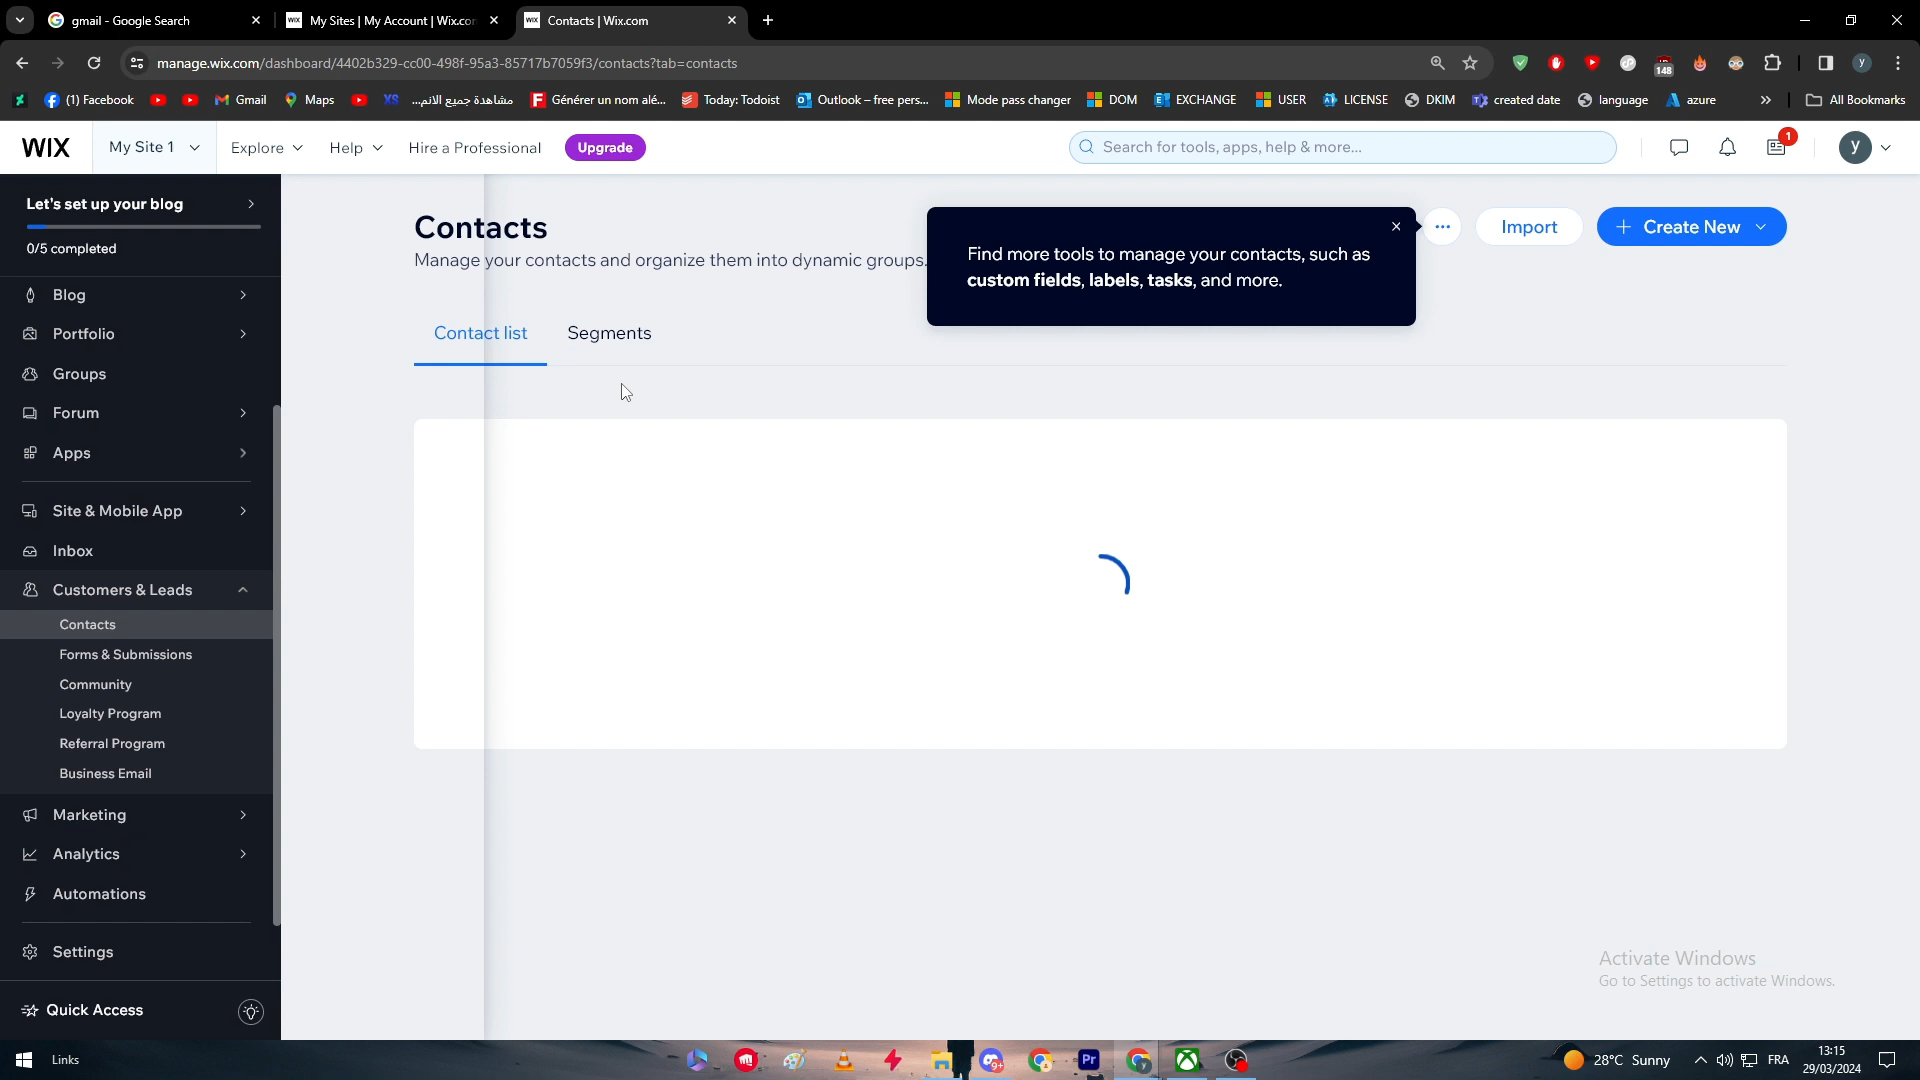 gmail - Google Search
My Sites | My Account | Wix.com
Contacts | Wix.com
manage.wix.com/dashboard/4402b329-cc00-498f-95a3-85717b7059f3/contacts?tab=contacts
148
y
(1) Facebook
Gmail
Maps
XS
مشاهدة جميع الانم...
Générer un nom alé...
Today: Todoist
Outlook – free pers...
Mode pass changer
DOM
EXCHANGE
USER
LICENSE
DKIM
created date
language
azure
All Bookmarks
WIX
My Site 1
Explore
Help
Hire a Professional
Upgrade
Search for tools, apps, help & more...
1
y
Let's set up your blog
0/5 completed
Blog
Portfolio
Groups
Forum
Apps
Site & Mobile App
Inbox
Customers & Leads
Contacts
Forms & Submissions
Community
Loyalty Program
Referral Program
Business Email
Marketing
Analytics
Automations
Settings
Quick Access
Contacts
Manage your contacts and organize them into dynamic groups.
Find more tools to manage your contacts, such as
custom fields, labels, tasks, and more.
Import
Create New
Contact list
Segments
Activate Windows
Go to Settings to activate Windows.
Links
9+
Pr
28°C Sunny
FRA
13:15
29/03/2024